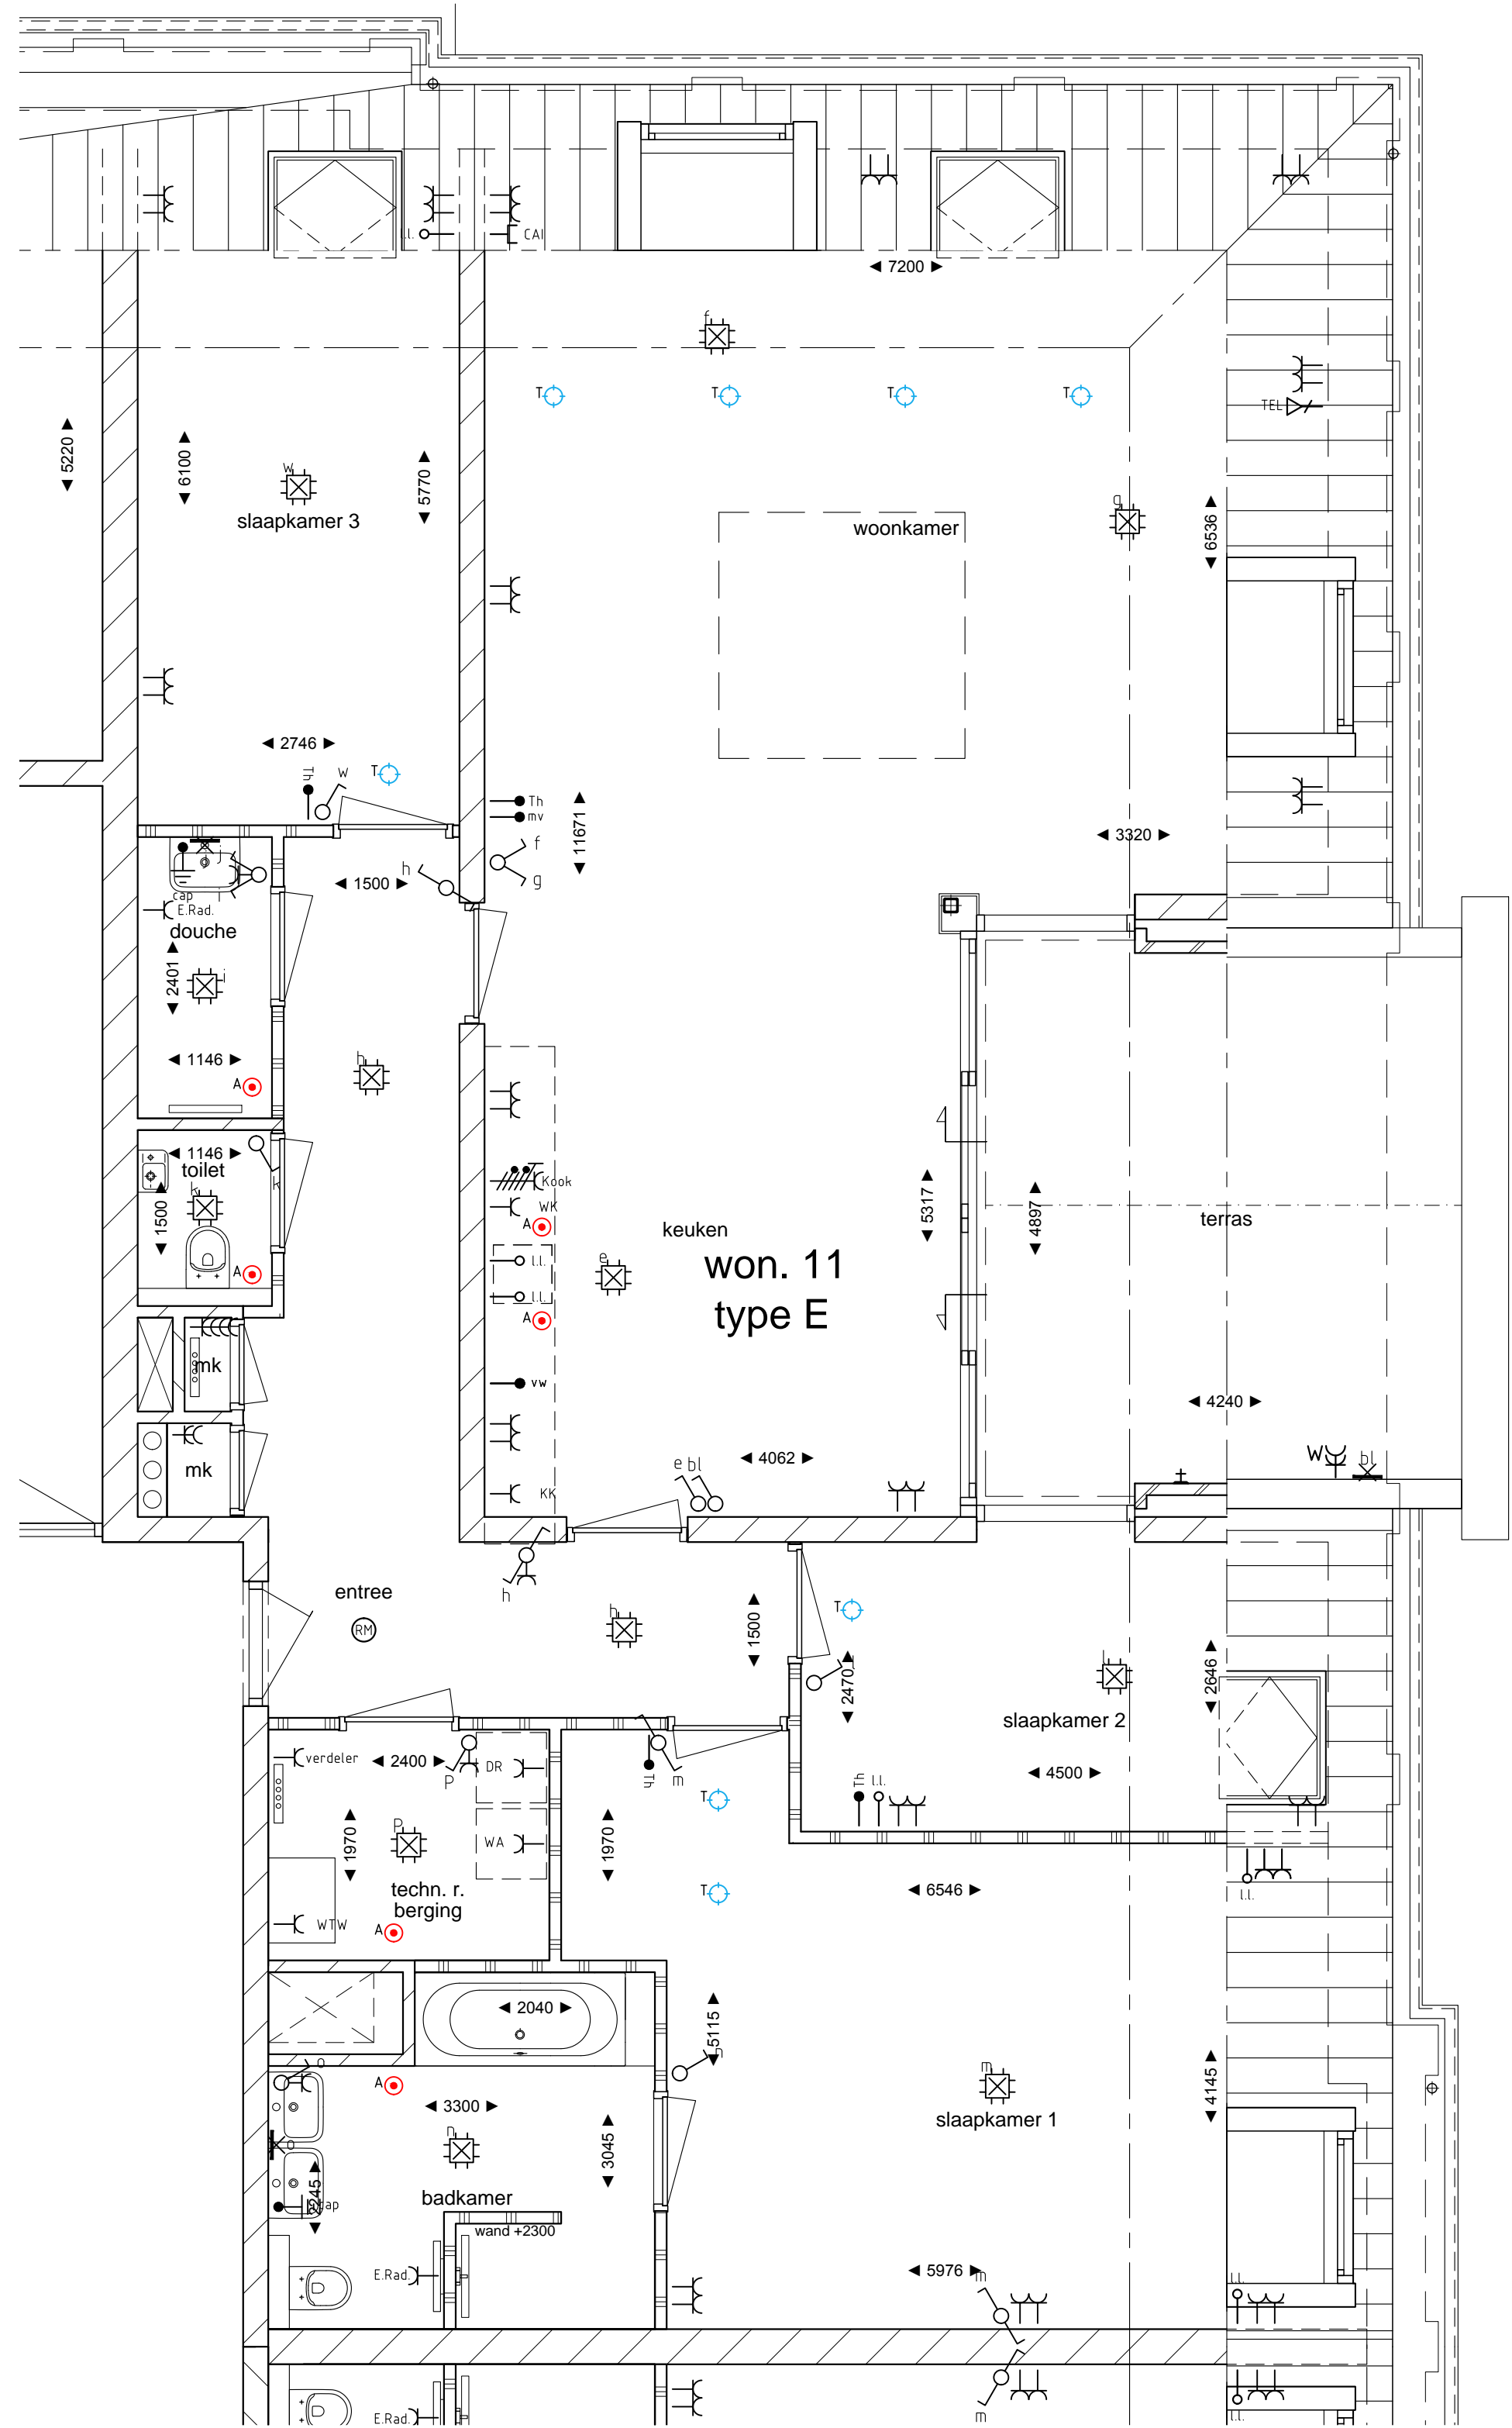 l.l.
CAI
7200
f
T
T
T
T
TEL
5220
6100
5770
w
slaapkamer 3
woonkamer
g
6536
2746
Th
w
T
Th
mv
11671
f
g
3320
h
1500
cap
E.Rad.
douche
2401
i
1146
A
h
1146
toilet
k
k
1500
A
Kook
WK
A
keuken
5317
4897
terras
won. 11
type E
e
l.l.
l.l.
A
mk
vw
4240
mk
e bl
4062
KK
W
bl
h
entree
RM
h
1500
T
2470
l
2646
slaapkamer 2
verdeler
2400
P
DR
Th
m
T
4500
Th
l.l.
P
1970
WA
1970
T
techn. r.
berging
6546
l.l.
WTW
A
2040
5115
n
o
A
m
4145
3300
slaapkamer 1
n
3045
o
2245
cap
badkamer
wand +2300
E.Rad.
5976
m
l.l.
E.Rad.
m
l.l.